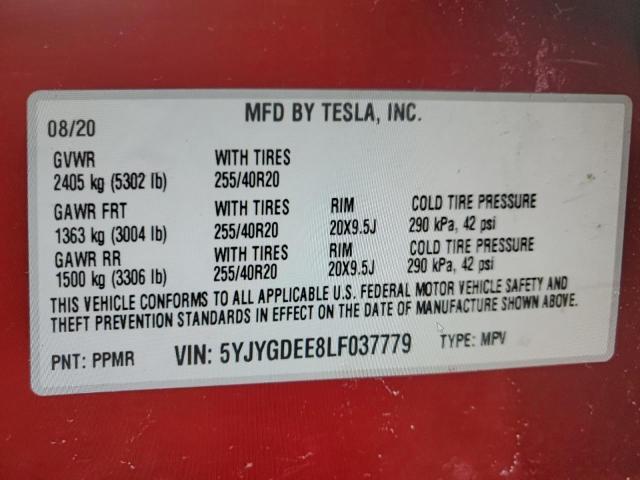 MFD BY TESLA, INC.
08/20
GVWR WITH TIRES
2405 kg (5302 lb) 255/40R20
GAWR FRT WITH TIRES RIM COLD TIRE PRESSURE
1363 kg (3004 lb) 255/40R20 20X9.5J 290 kPa, 42 psi
GAWR RR WITH TIRES RIM COLD TIRE PRESSURE
1500 kg (3306 lb) 255/40R20 20X9.5J 290 kPa, 42 psi
THIS VEHICLE CONFORMS TO ALL APPLICABLE U.S. FEDERAL MOTOR VEHICLE SAFETY AND
THEFT PREVENTION STANDARDS IN EFFECT ON THE DATE OF MANUFACTURE SHOWN ABOVE.
PNT: PPMR VIN: 5YJYGDEE8LF037779 TYPE: MPV